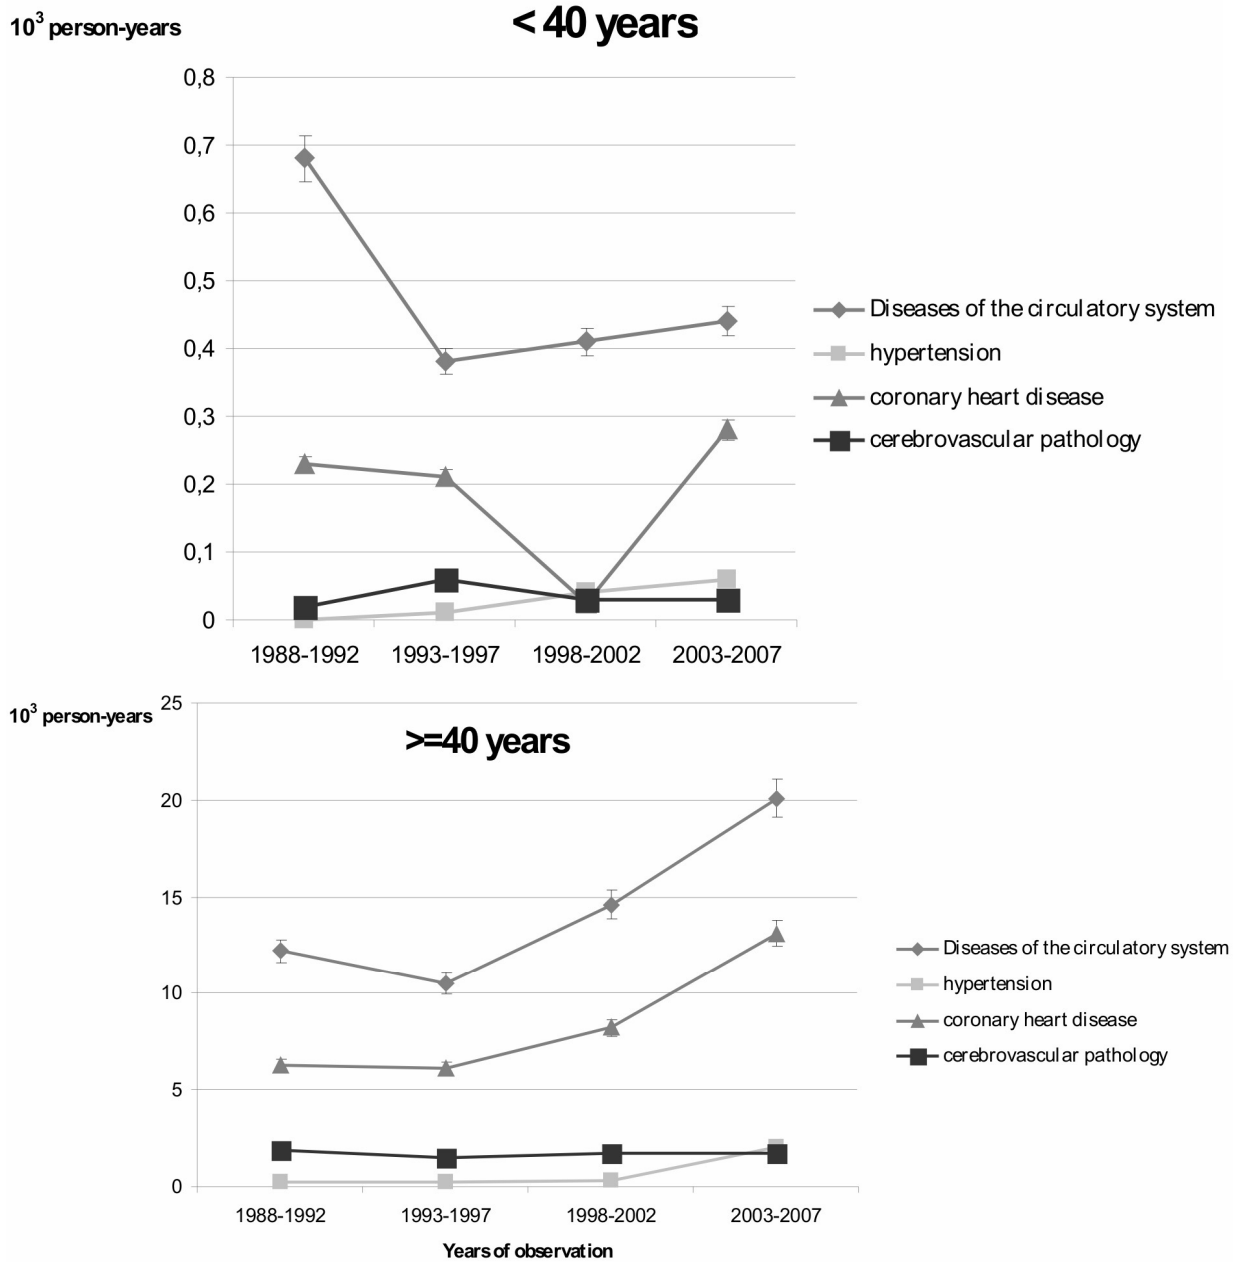 10³ person-years
< 40 years
0,8
0,7
0,6
0,5
0,4
0,3
0,2
0,1
0
1988-1992 1993-1997 1998-2002 2003-2007
Diseases of the circulatory system
hypertension
coronary heart disease
cerebrovascular pathology
10³ person-years
>=40 years
25
20
15
10
5
0
1988-1992 1993-1997 1998-2002 2003-2007
Years of observation
Diseases of the circulatory system
hypertension
coronary heart disease
cerebrovascular pathology